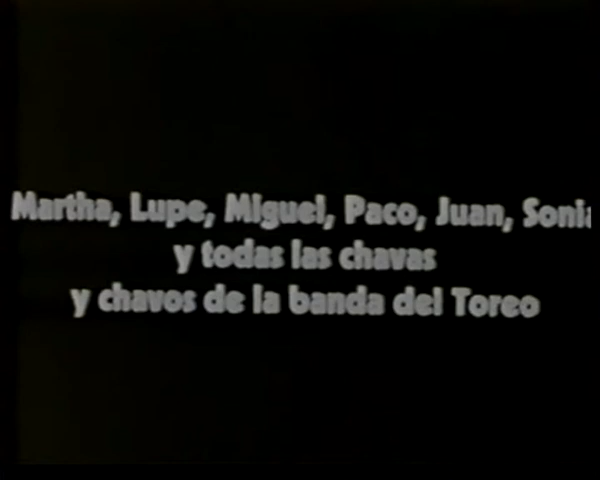 Martha, Lupe, Miguel, Paco, Juan, Sonia
y todas las chavas
y chavos de la banda del Toreo